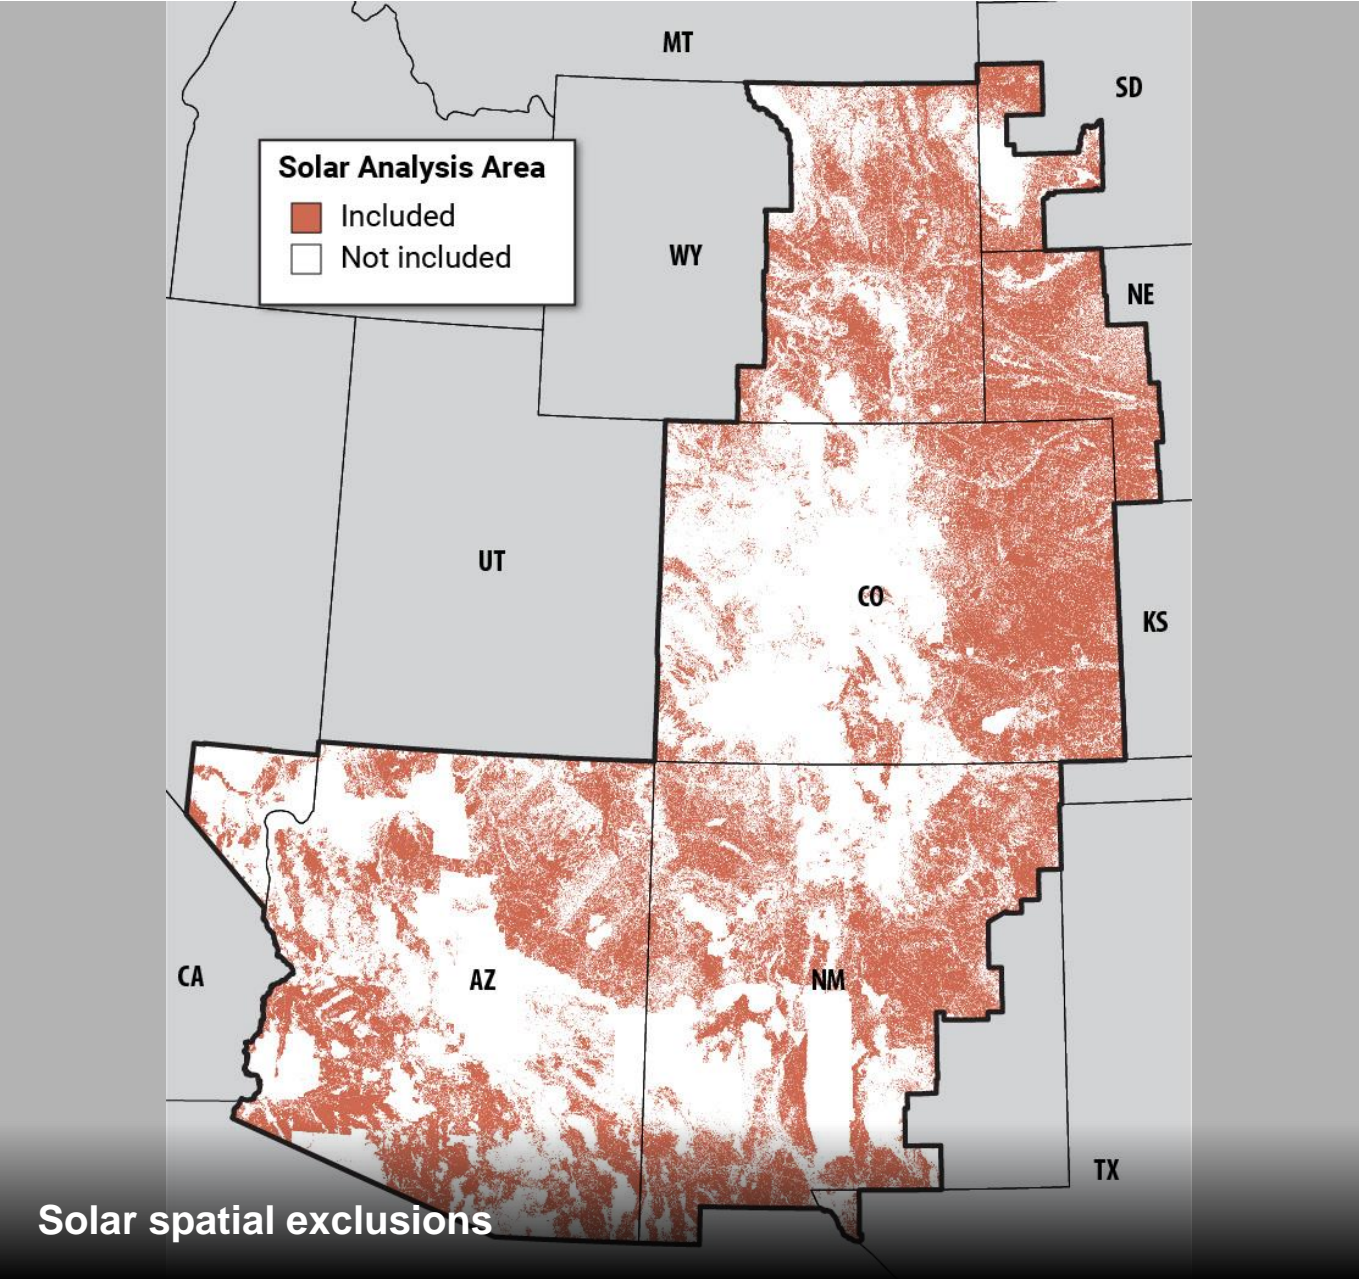 MT
SD
Solar Analysis Area
Included
Not included
WY
NE
UT
CO
KS
CA
AZ
NM
TX
Solar spatial exclusions